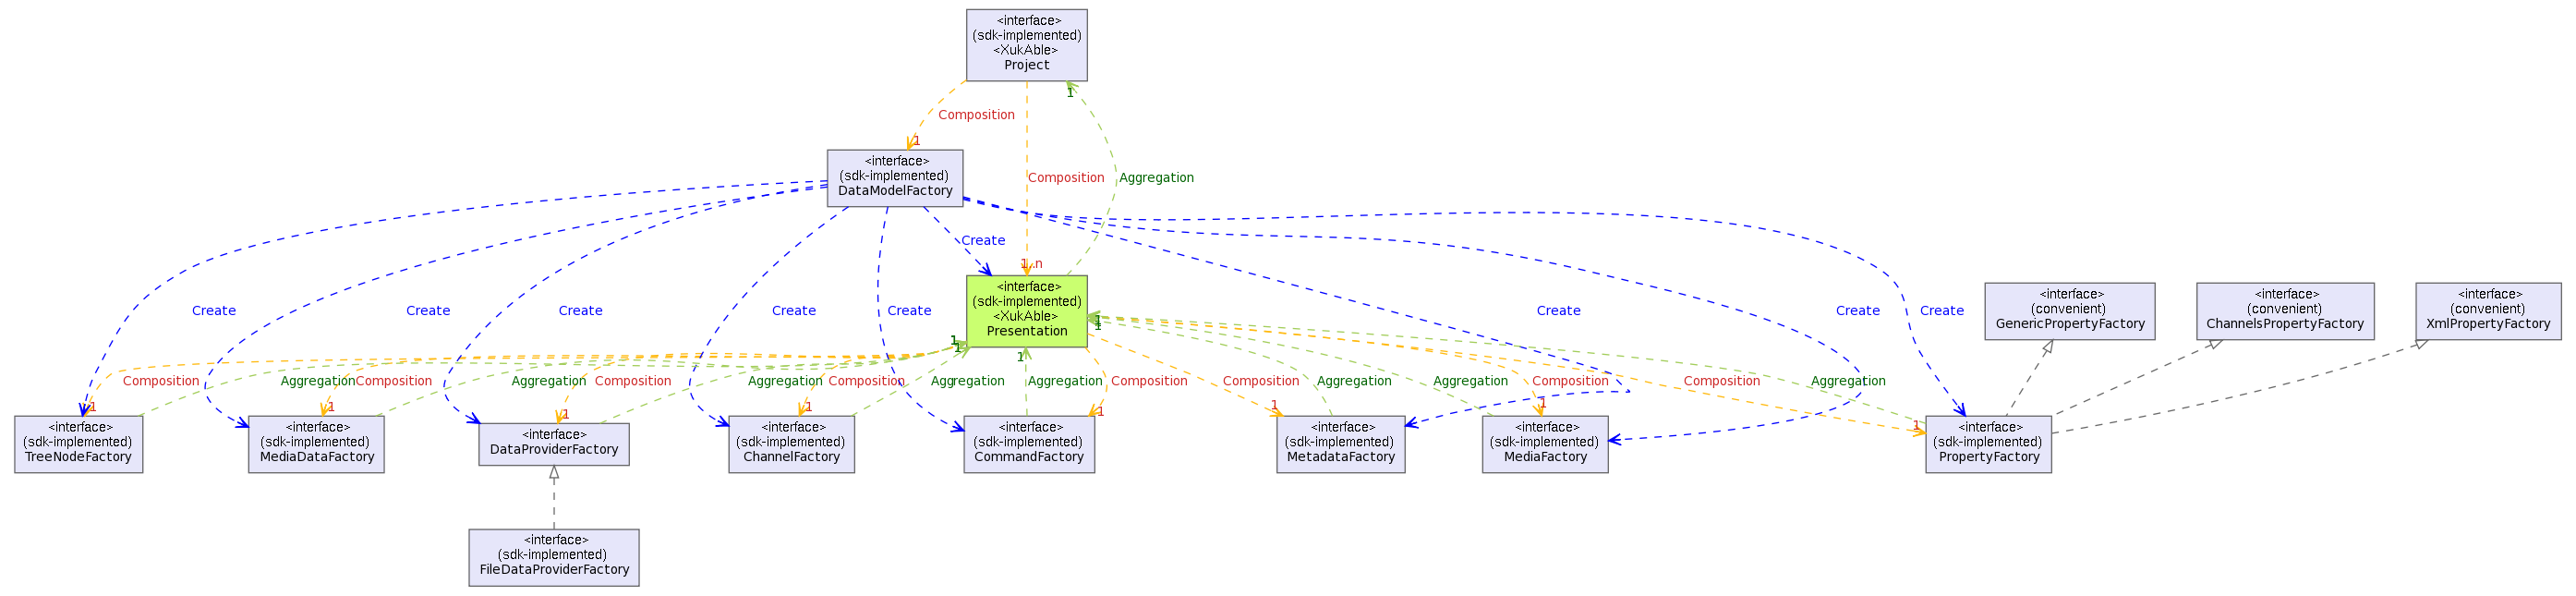 <interface>
(sdk-implemented)
<XukAble>
Project
1
Composition
1
<interface>
(sdk-implemented)
DataModelFactory
Composition
Aggregation
Create
1..n
<interface>
(sdk-implemented)
<XukAble>
Presentation
Create
Create
Create
Create
Create
Create
Create
Create
<interface>
(convenient)
GenericPropertyFactory
<interface>
(convenient)
ChannelsPropertyFactory
<interface>
(convenient)
XmlPropertyFactory
1
1
1
1
1
Composition
Aggregation
Composition
Aggregation
Composition
Aggregation
Composition
Aggregation
Aggregation
Composition
Composition
Aggregation
Aggregation
Composition
Composition
Aggregation
1
1
1
1
1
1
1
1
<interface>
(sdk-implemented)
TreeNodeFactory
<interface>
(sdk-implemented)
MediaDataFactory
<interface>
DataProviderFactory
<interface>
(sdk-implemented)
ChannelFactory
<interface>
(sdk-implemented)
CommandFactory
<interface>
(sdk-implemented)
MetadataFactory
<interface>
(sdk-implemented)
MediaFactory
<interface>
(sdk-implemented)
PropertyFactory
<interface>
(sdk-implemented)
FileDataProviderFactory